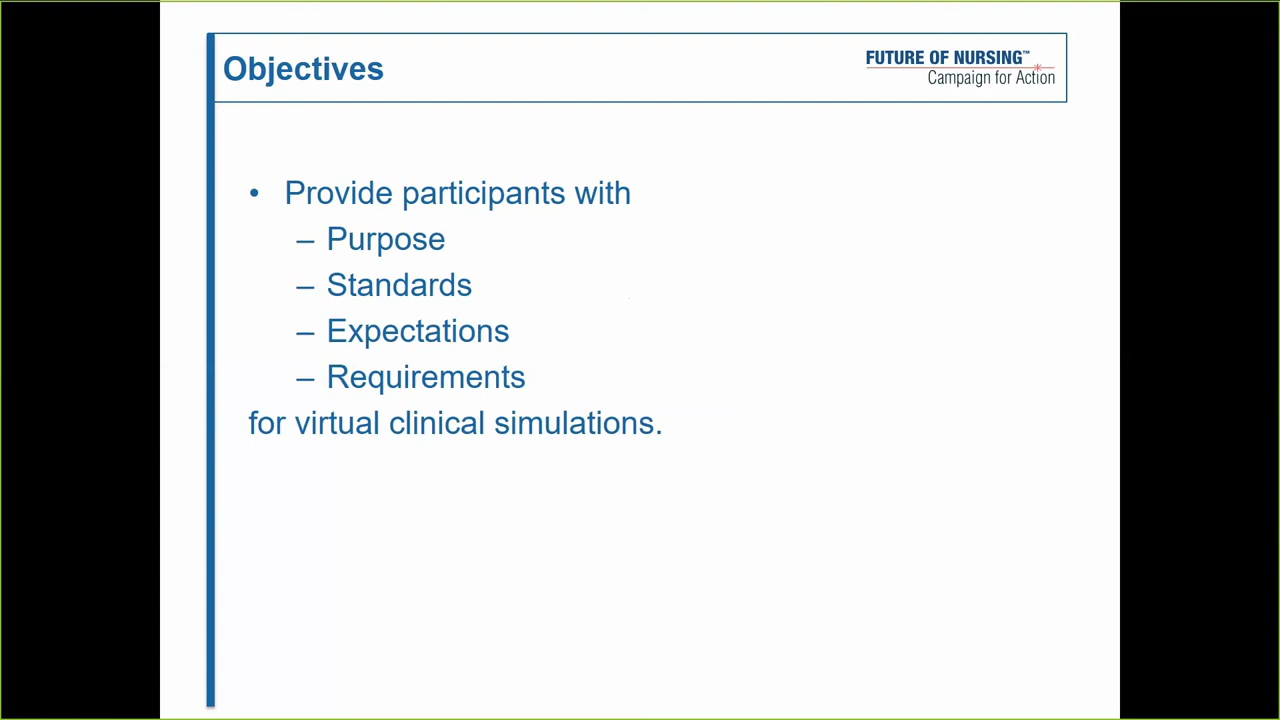 Objectives
FUTURE OF NURSING™
Campaign for Action
• Provide participants with
– Purpose
– Standards
– Expectations
– Requirements
for virtual clinical simulations.